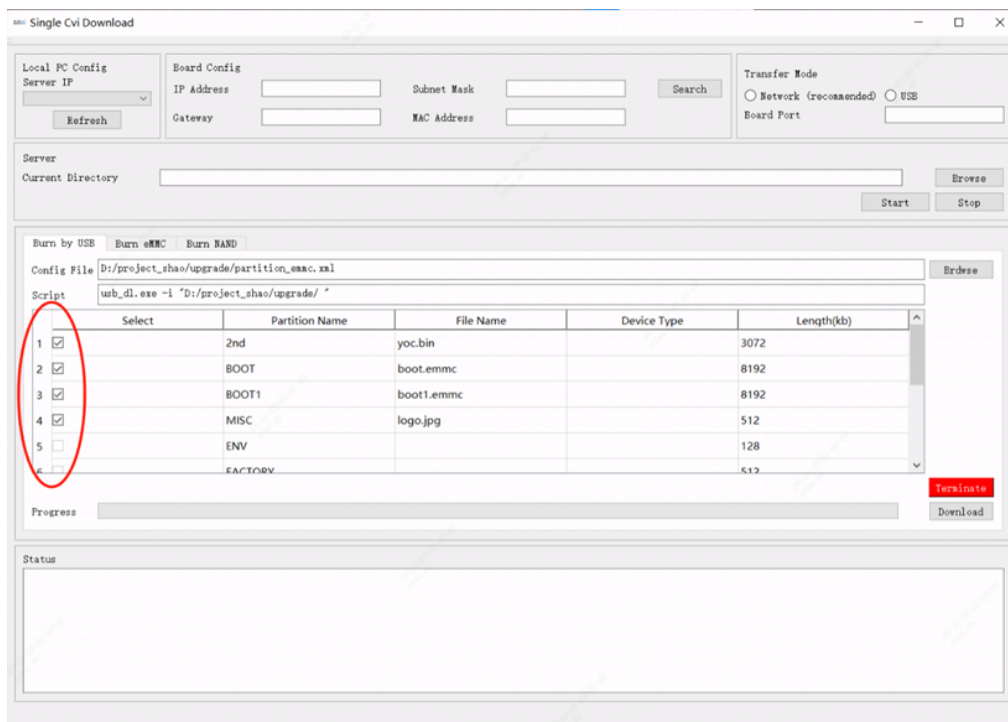 Single Cvi Download
Local PC Config
Server IP
Refresh
Board Config
IP Address
Subnet Mask
Search
Gateway
MAC Address
Transfer Mode
Network (recommended) USB
Board Port
Server
Current Directory
Browse
Start Stop
Burn by USB Burn eMMC Burn NAND
Config File D:/project_shao/upgrade/partition_emmc.xml Brdwse
Script usb_dl.exe -i "D:/project_shao/upgrade/ "
Select Partition Name File Name Device Type Length(kb)
1 2nd yoc.bin 3072
2 BOOT boot.emmc 8192
3 BOOT1 boot1.emmc 8192
4 MISC logo.jpg 512
5 ENV 128
6 FACTORY 512
Terminate
Progress Download
Status